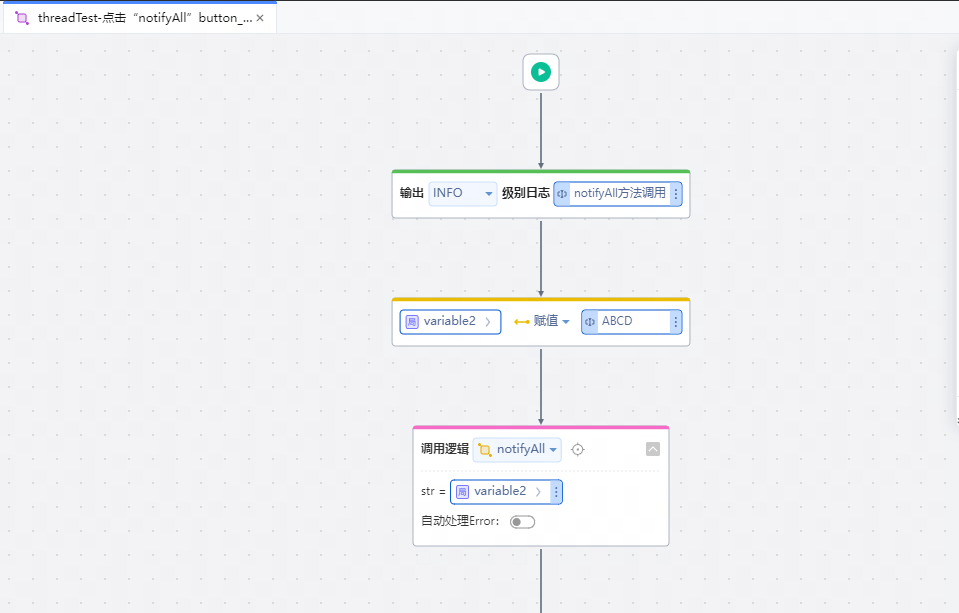 threadTest-点击“notifyAll”button_...
输出 INFO 级别日志 notifyAll方法调用
局 variable2 赋值 ABCD
调用逻辑 notifyAll
str = 局 variable2
自动处理Error: